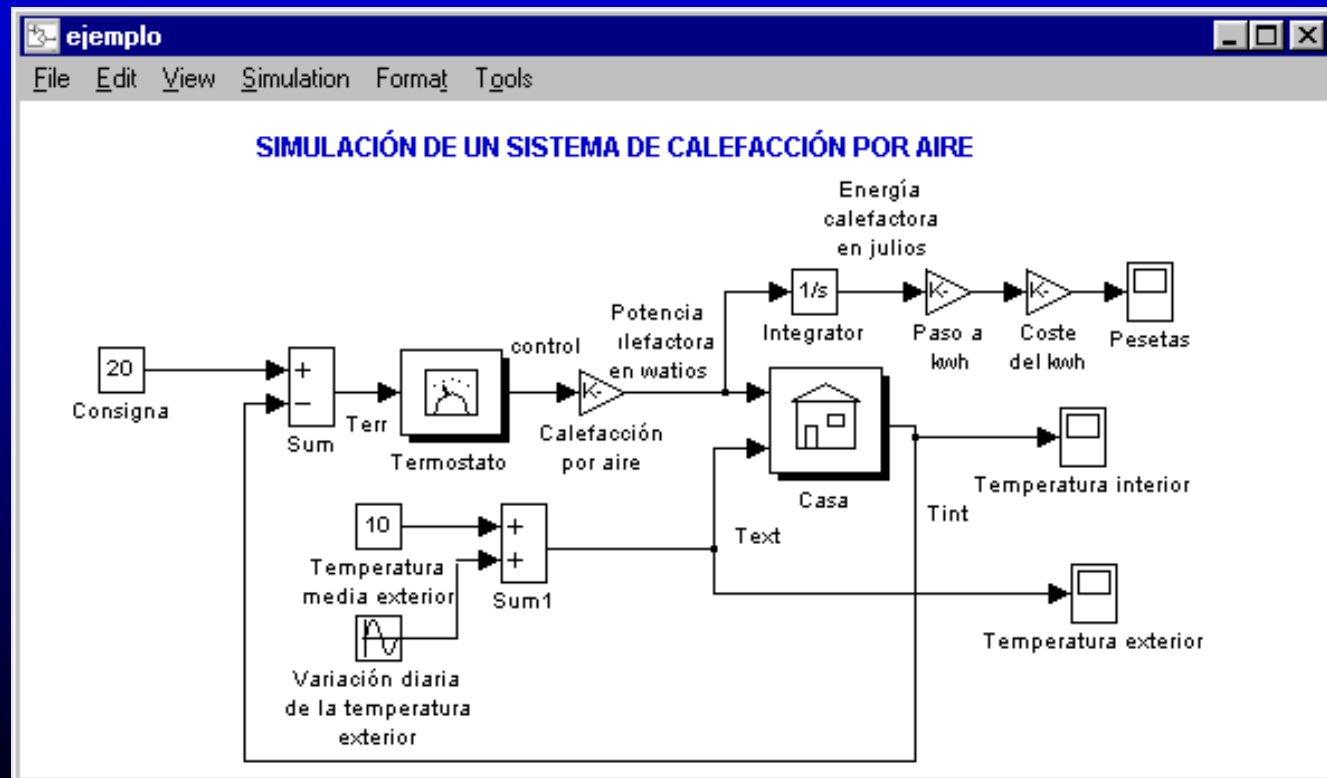 ejemplo
File Edit View Simulation Format Tools
SIMULACIÓN DE UN SISTEMA DE CALEFACCIÓN POR AIRE
Energía
calefactora
en julios
1/s
Integrator
K-
Paso a
kwh
K-
Coste
del kwh
Pesetas
Potencia
ilefactora
en watios
20
Consigna
+
−
Sum
Terr
Termostato
control
K-
Calefacción
por aire
Casa
Tint
Temperatura interior
10
Temperatura
media exterior
+
+
Sum1
Text
Variación diaria
de la temperatura
exterior
Temperatura exterior